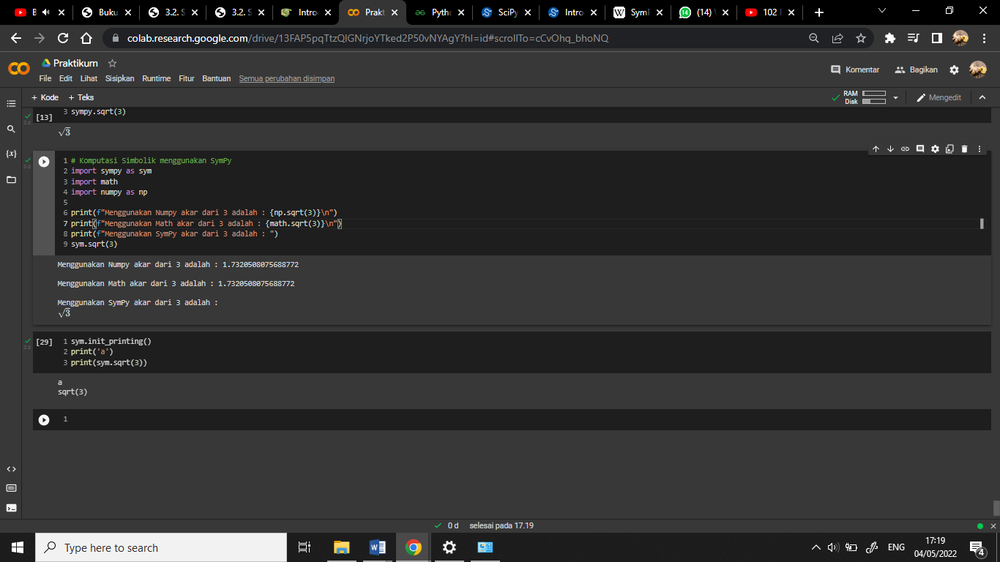 B
Buku
3.2. S
3.2. S
Intro
Prakt
Pytho
SciPy
Intro
SymP
(14)
102
colab.research.google.com/drive/13FAP5pqTtzQlGNrjoYTked2P50vNYAgY?hl=id#scrollTo=cCvOhq_bhoNQ
Praktikum
File Edit Lihat Sisipkan Runtime Fitur Bantuan Semua perubahan disimpan
Komentar Bagikan
+ Kode + Teks
RAM
Disk
Mengedit
[13] 3 sympy.sqrt(3)
√3
1 # Komputasi Simbolik menggunakan SymPy
2 import sympy as sym
3 import math
4 import numpy as np
5
6 print(f"Menggunakan Numpy akar dari 3 adalah : {np.sqrt(3)}\n")
7 print(f"Menggunakan Math akar dari 3 adalah : {math.sqrt(3)}\n")
8 print(f"Menggunakan SymPy akar dari 3 adalah : ")
9 sym.sqrt(3)
Menggunakan Numpy akar dari 3 adalah : 1.7320508075688772
Menggunakan Math akar dari 3 adalah : 1.7320508075688772
Menggunakan SymPy akar dari 3 adalah :
√3
[29] 1 sym.init_printing()
2 print('a')
3 print(sym.sqrt(3))
a
sqrt(3)
1
0 d selesai pada 17.19
Type here to search
ENG
17:19
04/05/2022
4